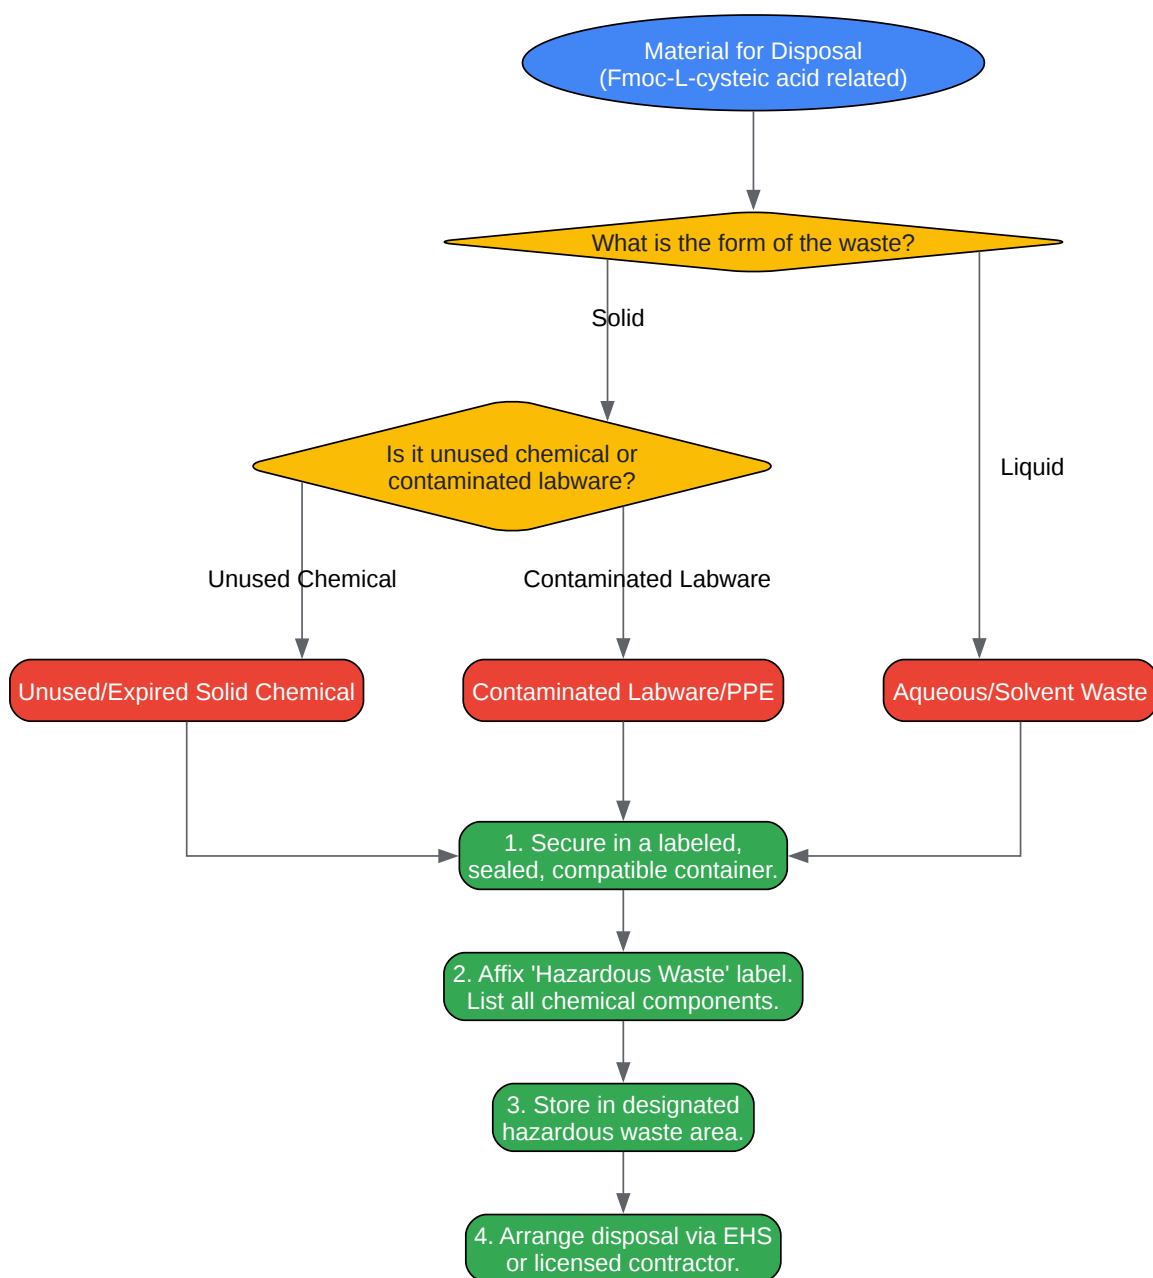 Material for Disposal
(Fmoc-L-cysteic acid related)
What is the form of the waste?
Solid
Is it unused chemical or
contaminated labware?
Liquid
Unused Chemical
Contaminated Labware
Unused/Expired Solid Chemical
Contaminated Labware/PPE
Aqueous/Solvent Waste
1. Secure in a labeled,
sealed, compatible container.
2. Affix 'Hazardous Waste' label.
List all chemical components.
3. Store in designated
hazardous waste area.
4. Arrange disposal via EHS
or licensed contractor.